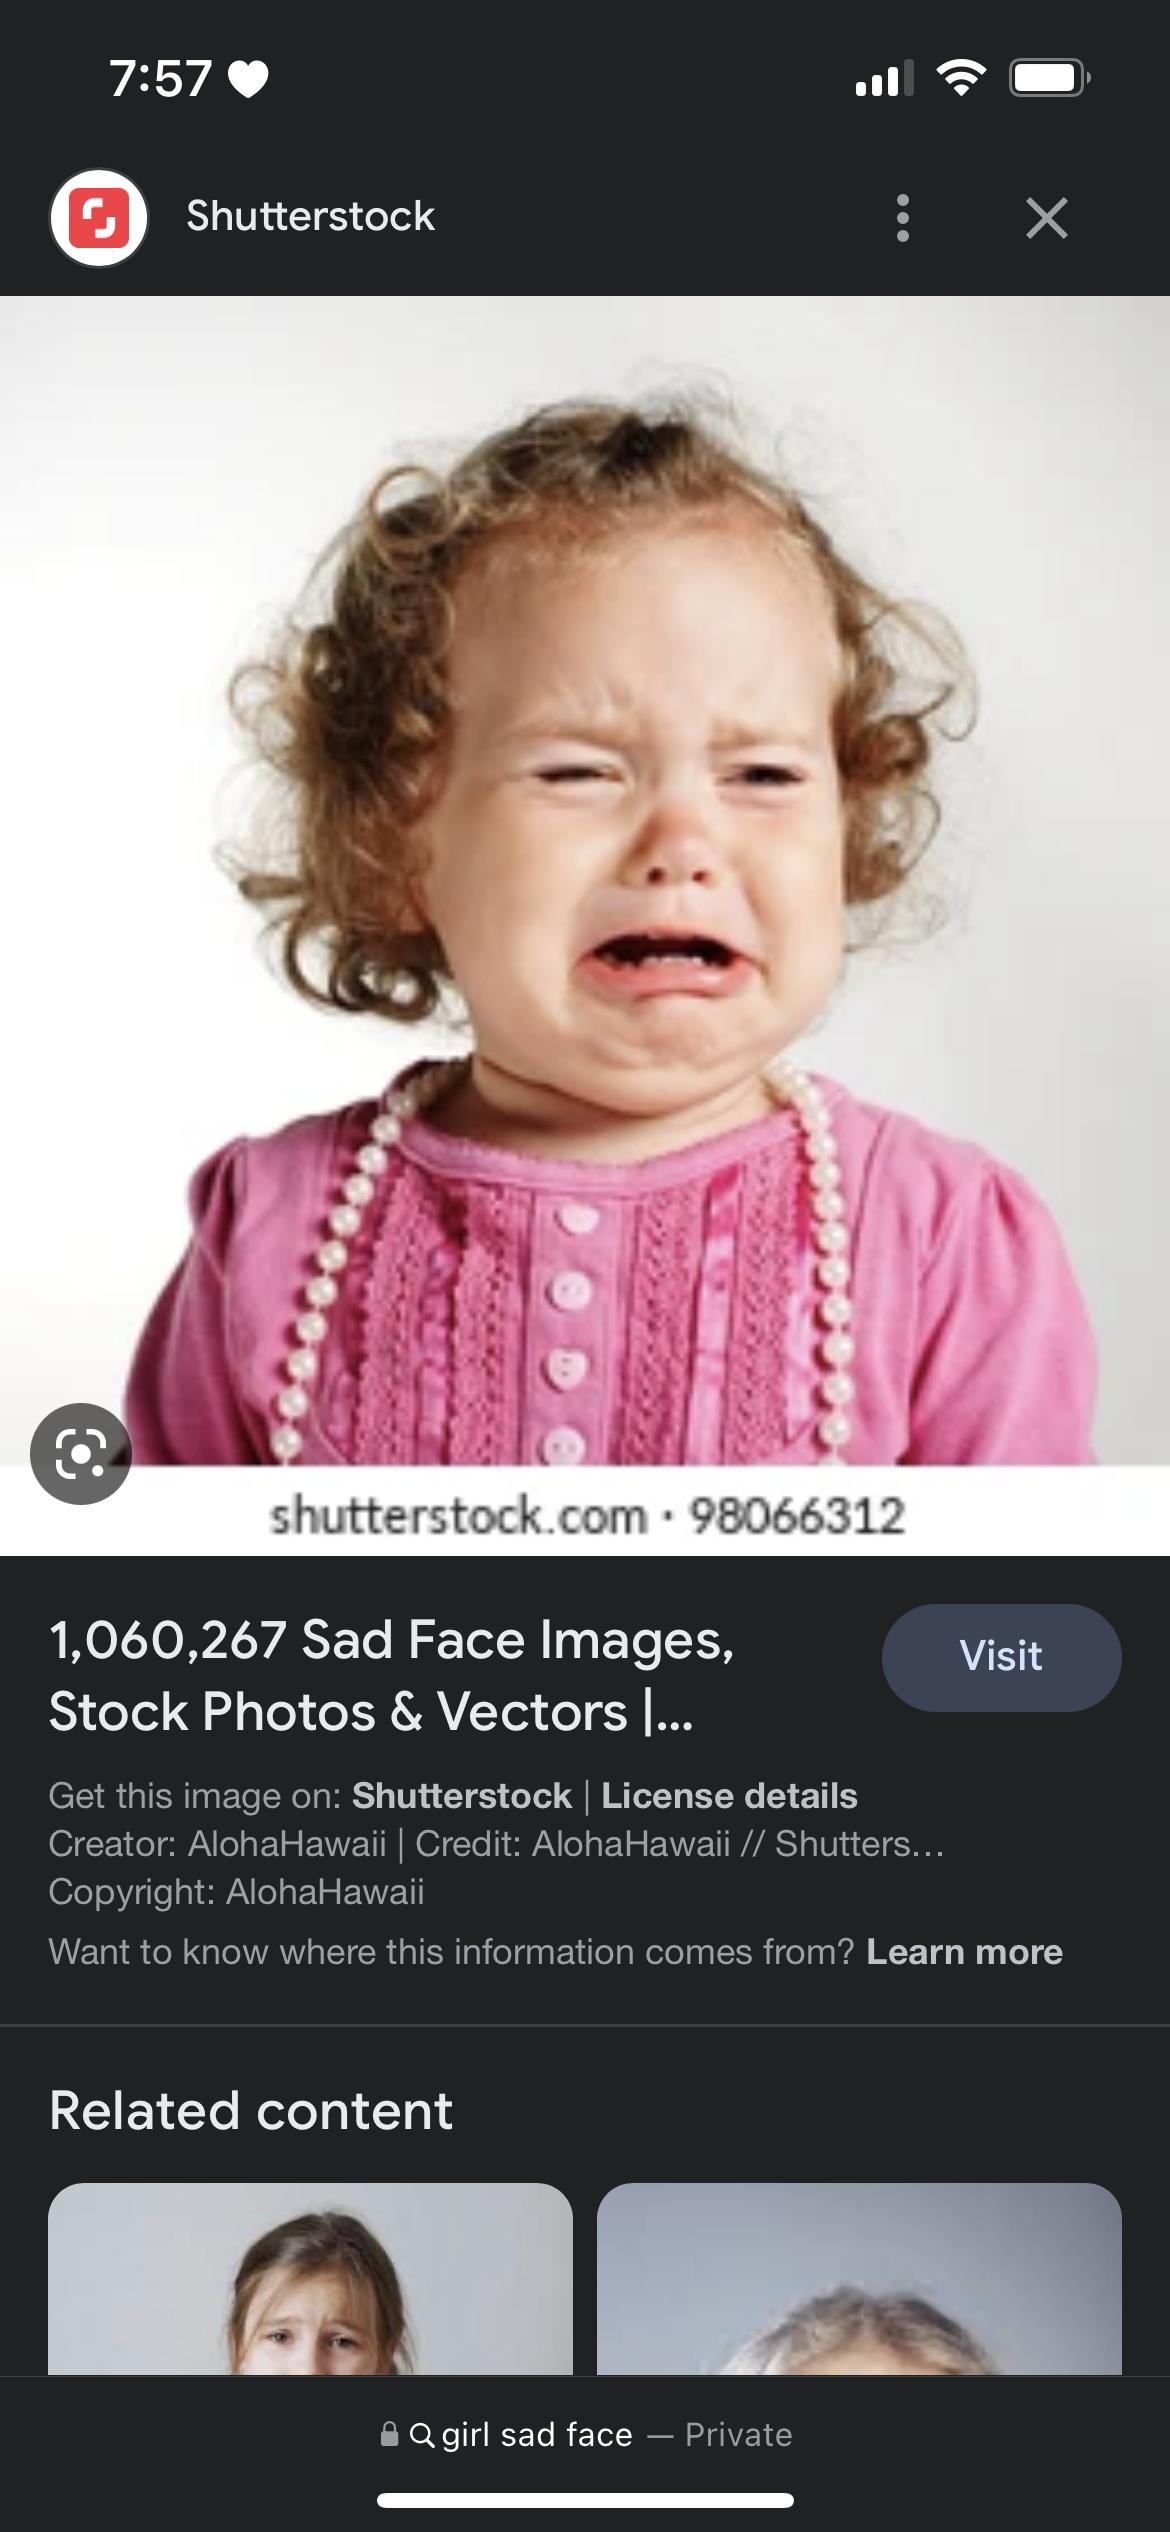 7:57
Shutterstock
shutterstock.com · 98066312
1,060,267 Sad Face Images,
Stock Photos & Vectors |...
Visit
Get this image on: Shutterstock | License details
Creator: AlohaHawaii | Credit: AlohaHawaii // Shutters...
Copyright: AlohaHawaii
Want to know where this information comes from? Learn more
Related content
girl sad face — Private